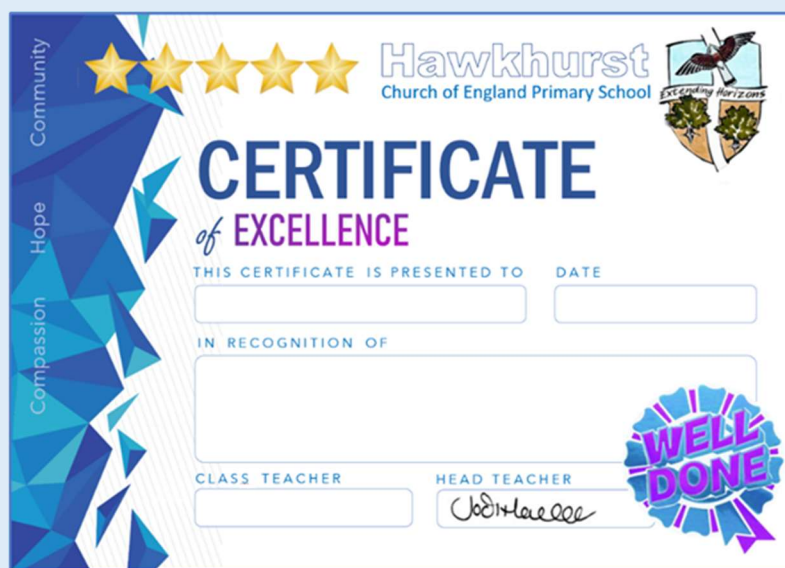 Community
Hope
Compassion
Hawkhurst
Church of England Primary School
Extending Horizons
CERTIFICATE
of EXCELLENCE
THIS CERTIFICATE IS PRESENTED TO
DATE
IN RECOGNITION OF
CLASS TEACHER
HEAD TEACHER
WELL
DONE